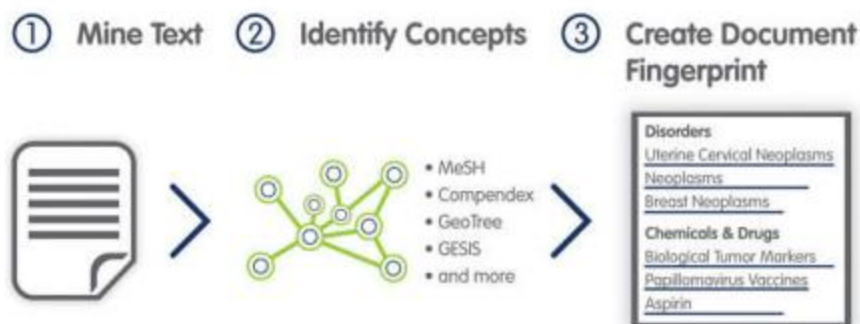 ① Mine Text
② Identify Concepts
③ Create Document
Fingerprint
• MeSH
• Compendex
• GeoTree
• GESIS
• and more
Disorders
Uterine Cervical Neoplasms
Neoplasms
Breast Neoplasms
Chemicals & Drugs
Biological Tumor Markers
Papillomavirus Vaccines
Aspirin